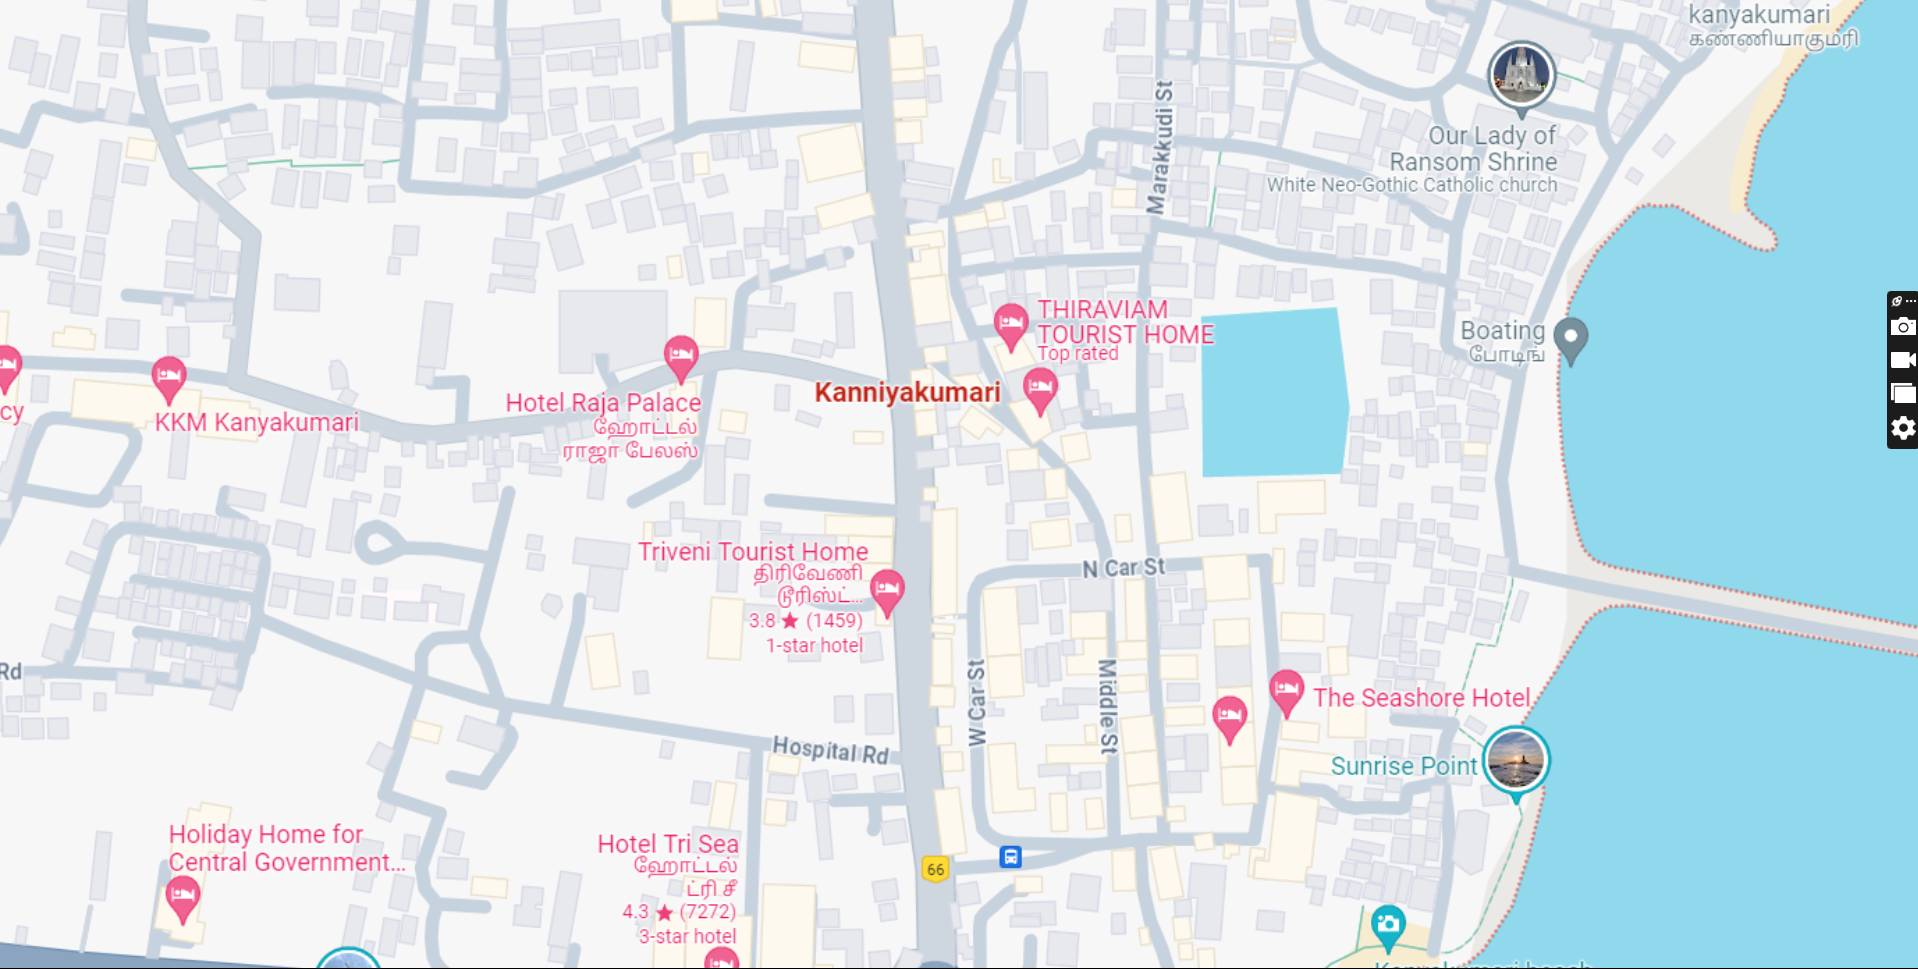 kanyakumari
கன்னியாகுமரி
Our Lady of
Ransom Shrine
White Neo-Gothic Catholic church
Marakkudi St
THIRAVIAM
TOURIST HOME
Top rated
Boating
போடிங்
Kanniyakumari
Hotel Raja Palace
ஹோட்டல்
ராஜா பேலஸ்
cy
KKM Kanyakumari
Triveni Tourist Home
திரிவேணி
டூரிஸ்ட்...
3.8 ★ (1459)
1-star hotel
N Car St
Rd
W Car St
Middle St
The Seashore Hotel
Hospital Rd
Sunrise Point
Holiday Home for
Central Government...
Hotel Tri Sea
ஹோட்டல்
ட்ரி சீ
4.3 ★ (7272)
3-star hotel
66